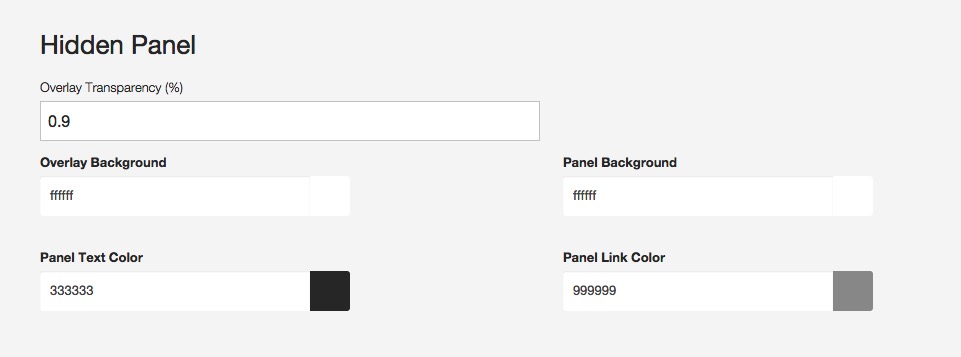 Hidden Panel
Overlay Transparency (%)
0.9
Overlay Background
ffffff
Panel Background
ffffff
Panel Text Color
333333
Panel Link Color
999999